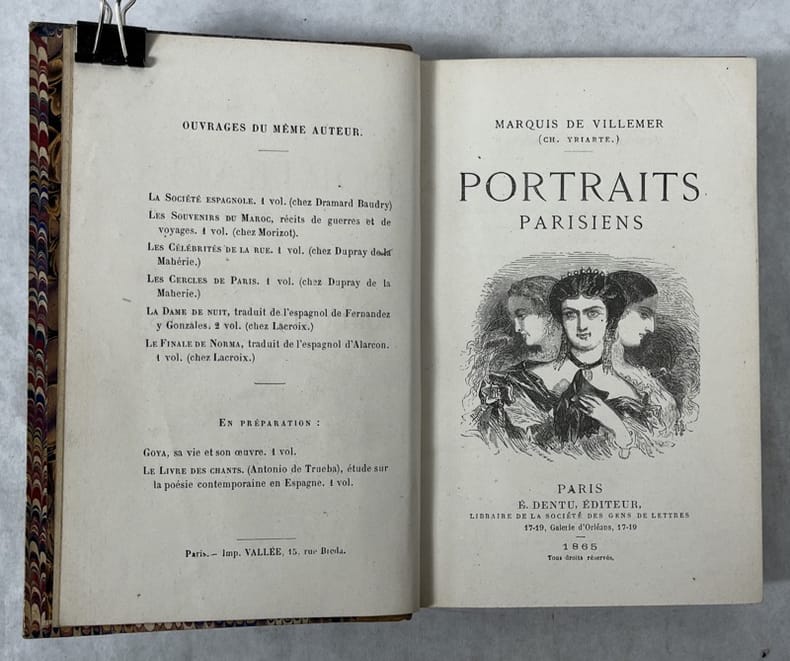 OUVRAGES DU MÊME AUTEUR.
LA SOCIÉTÉ ESPAGNOLE. 1 vol. (chez Dramard Baudry)
LES SOUVENIRS DU MAROC, récits de guerres et de
voyages. 1 vol. (chez Morizot).
LES CÉLÉBRITÉS DE LA RUE. 1 vol. (chez Dupray de la
Mahérie.)
LES CERCLES DE PARIS. 1 vol. (chez Dupray de la
Maherie.)
LA DAME DE NUIT, traduit de l'espagnol de Fernandez
y Gonzales. 2 vol. (chez Lacroix.)
LE FINALE DE NORMA, traduit de l'espagnol d'Alarcon.
1 vol. (chez Lacroix.)
EN PRÉPARATION :
GOYA, sa vie et son œuvre. 1 vol.
LE LIVRE DES CHANTS. (Antonio de Trueba), étude sur
la poésie contemporaine en Espagne. 1 vol.
Paris. — Imp. VALLÉE, 15, rue Breda.
MARQUIS DE VILLEMER
(CH. YRIARTE.)
PORTRAITS
PARISIENS
PARIS
É. DENTU, ÉDITEUR,
LIBRAIRE DE LA SOCIÉTÉ DES GENS DE LETTRES
17-19, Galerie d'Orléans, 17-19
1865
Tous droits réservés.